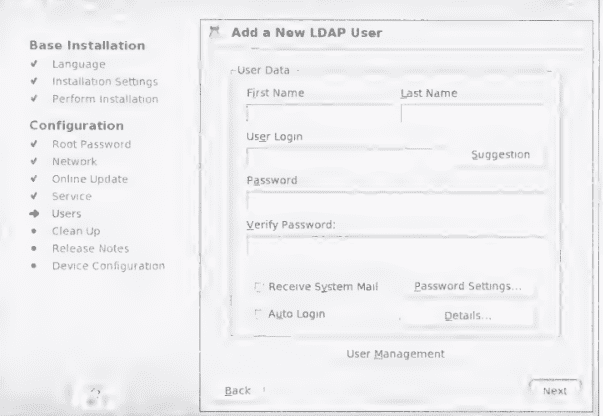 Base Installation
Language
Installation Settings
Perform Installation
Configuration
Root Password
Network
Online Update
Service
Users
Clean Up
Release Notes
Device Configuration
Add a New LDAP User
User Data
First Name
Last Name
User Login
Suggestion
Password
Verify Password:
Receive System Mail
Password Settings...
Auto Login
Details...
User Management
Back
Next